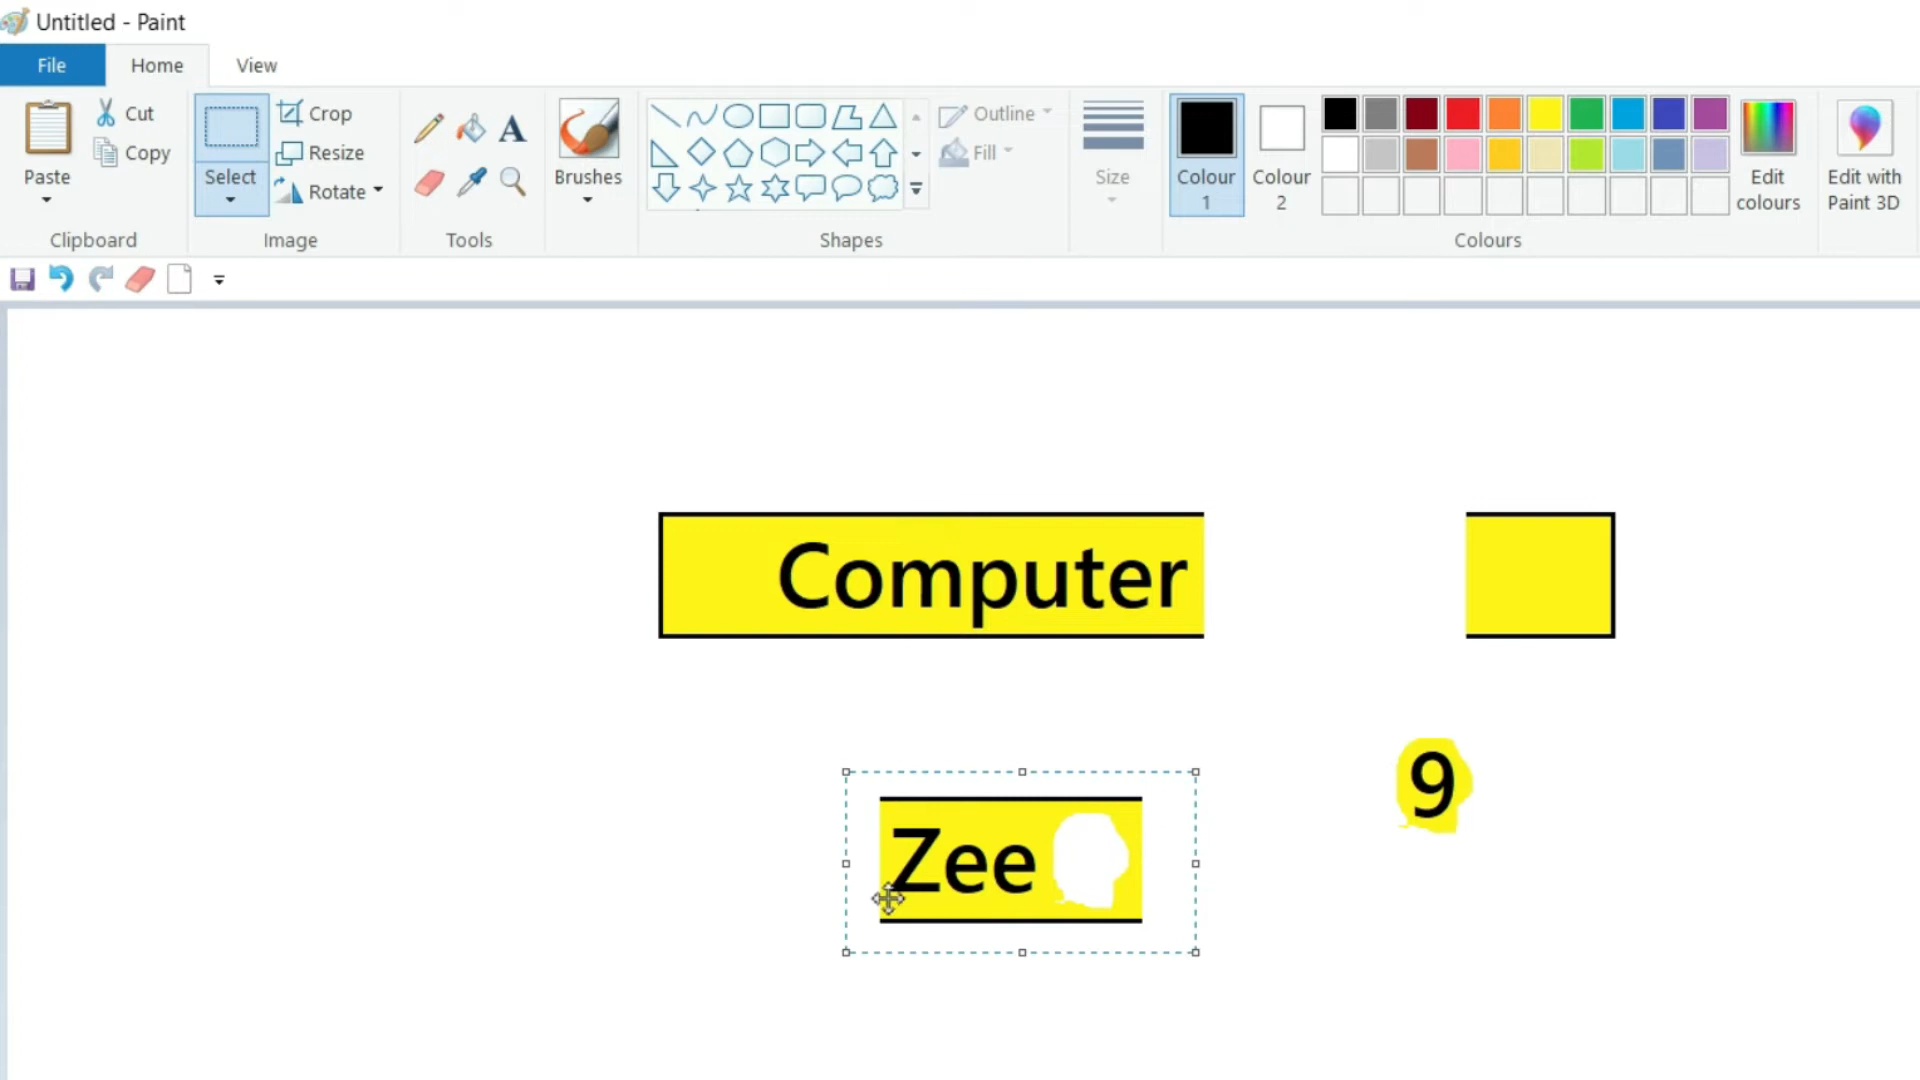 Untitled - Paint
File Home View
Paste Cut Copy Select Crop Resize Rotate A Brushes Outline Fill Size Colour 1 Colour 2 Edit colours Edit with Paint 3D
Clipboard Image Tools Shapes Colours
Computer
9
Zee